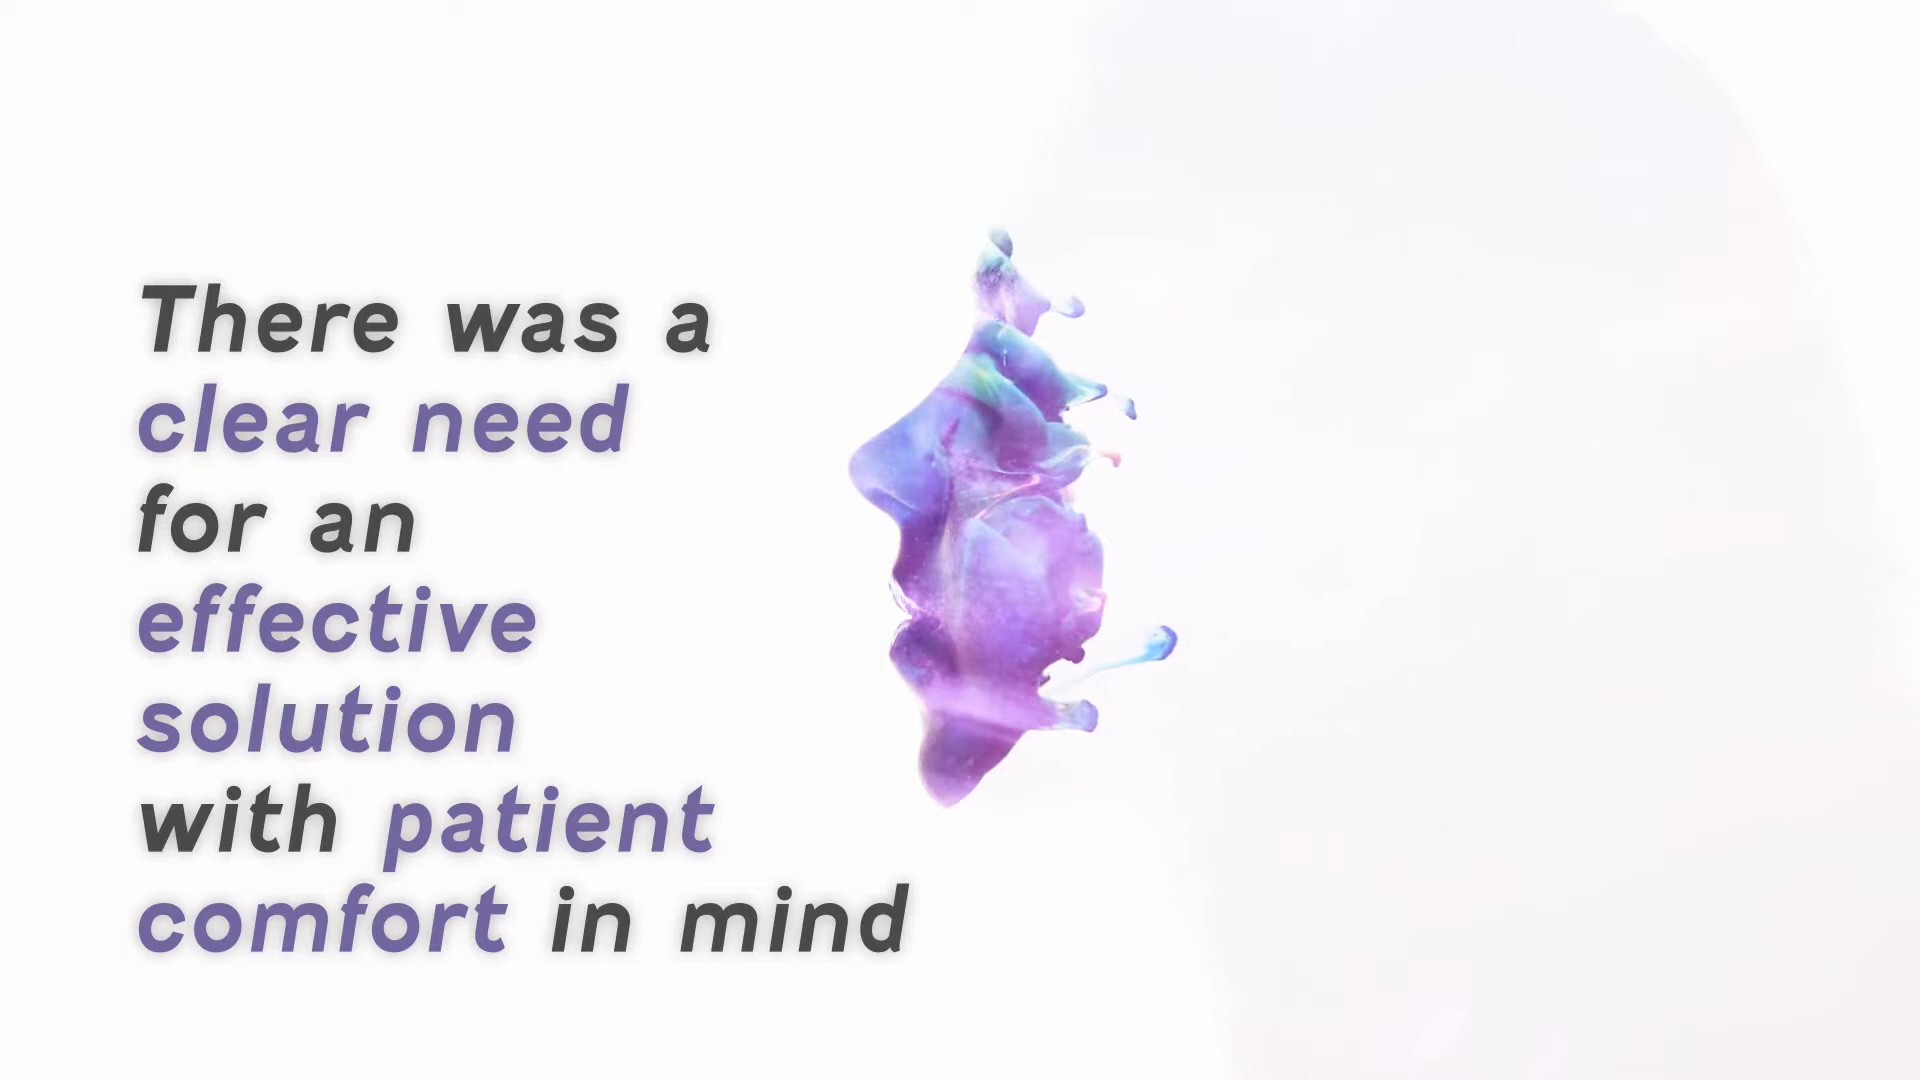 There was a
clear need
for an
effective
solution
with patient
comfort in mind